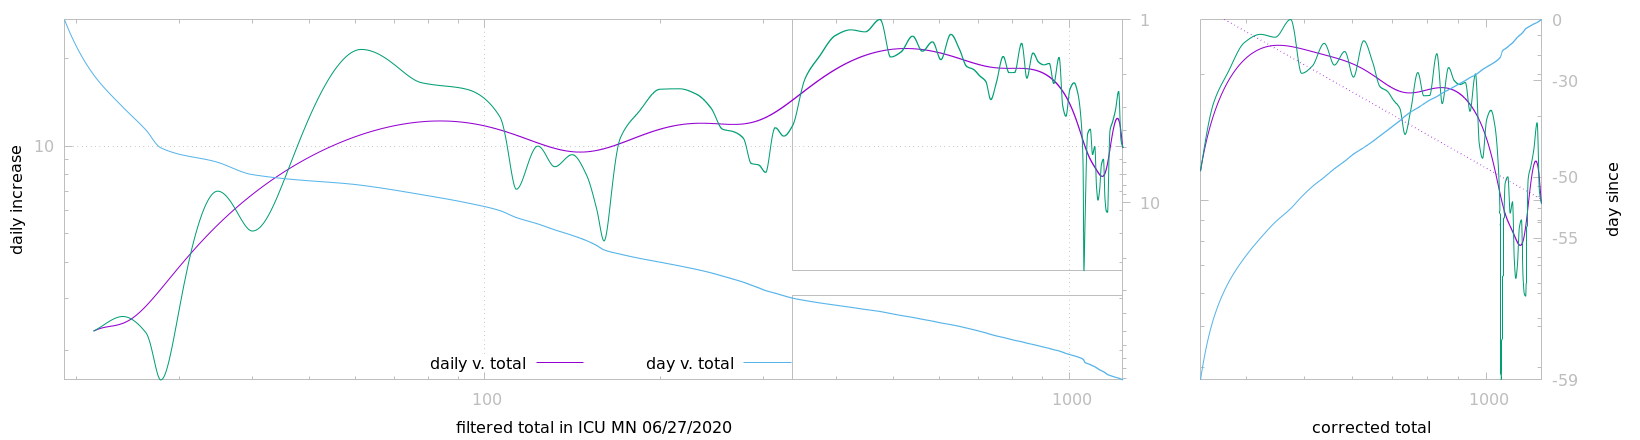 1
0
-30
daily increase
10
-50
day since
10
-55
daily v. total
day v. total
-59
100
1000
1000
filtered total in ICU MN 06/27/2020
corrected total